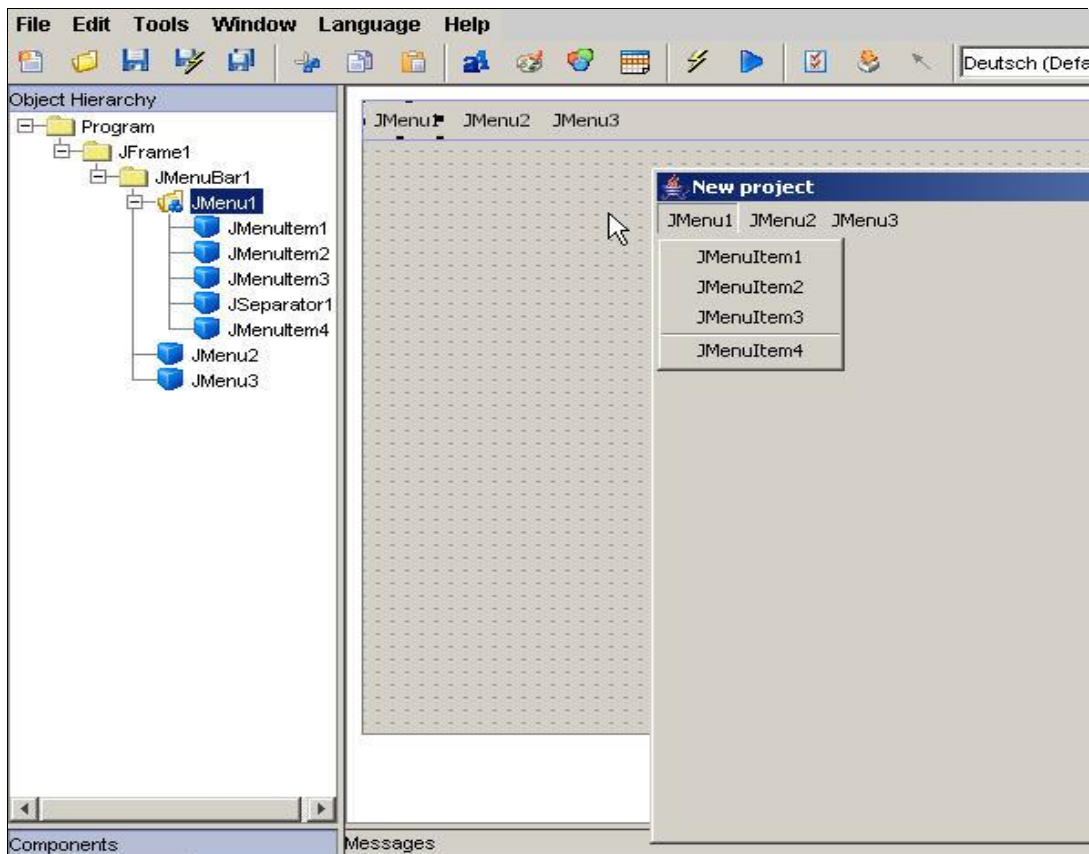 File Edit Tools Window Language Help
Deutsch (Defa
Object Hierarchy
Program
JFrame1
JMenuBar1
JMenu1
JMenuItem1
JMenuItem2
JMenuItem3
JSeparator1
JMenuItem4
JMenu2
JMenu3
Components
JMenu1 JMenu2 JMenu3
New project
JMenu1 JMenu2 JMenu3
JMenuItem1
JMenuItem2
JMenuItem3
JMenuItem4
Messages